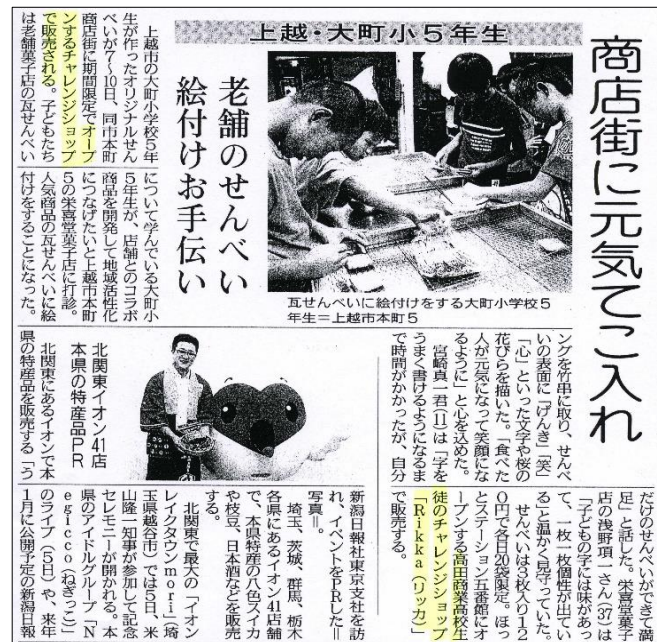 商店街に元気てこ入れ
上越・大町小5年生
老舗のせんべい
絵付けお手伝い
瓦せんべいに絵付けをする大町小学校5
年生＝上越市本町5
上越市の大町小学校5年
生が作ったオリジナルせん
べいが7〜10日、同市本町
商店街に期間限定でオープ
ンするチャレンジショップ
で販売される。子どもたち
は老舗菓子店の瓦せんべい
について学んでいる大町小
5年生が、店舗とのコラボ
商品を開発して地域活性化
につなげたいと上越市本町
5の栄喜堂菓子店に打診。
人気商品の瓦せんべいに絵
付けをすることになった。
ングを竹串に取り、せんべ
いの表面に「げんき」「笑」
「心」といった文字や桜の
花びらを描いた。「食べた
人が元気になって笑顔にな
るように」と心を込めた。
宮崎真一君(11)は「字を
うまく書けるようになるま
で時間がかかったが、自分
だけのせんべいができて満
足」と話した。栄喜堂菓子
店の浅野項一さんは
「子どもの字には味があっ
て、一枚一枚個性が出てい
る」と温かく見守っていた。
せんべいは3枚入り12
0円で各日20袋限定。ほっ
とステーション五番館にオ
ープンする高田商業高校生
徒のチャレンジショップ
「Rikka（リッカ）」
で販売する。
北関東イオン41店
本県の特産品PR
北関東にあるイオンで本
県の特産品を販売する「う
新潟日報社東京支社を訪
れ、イベントをPRした＝
写真＝。
埼玉、茨城、群馬、栃木
各県にあるイオン41店舗
で、本県特産の八色スイカ
や枝豆、日本酒などを販売
する。
北関東で最大の「イオン
レイクタウンmori」（埼
玉県越谷市）では5日、米
山隆一知事が参加して記念
セレモニーが開かれる。本
県のアイドルグループ「N
egicco（ねぎっこ）」
のライブ（5日）や、来年
1月に公開予定の新潟日報